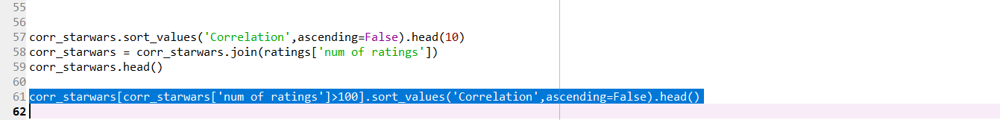 55
56
57 corr_starwars.sort_values('Correlation',ascending=False).head(10)
58 corr_starwars = corr_starwars.join(ratings['num of ratings'])
59 corr_starwars.head()
60
61 corr_starwars[corr_starwars['num of ratings']>100].sort_values('Correlation',ascending=False).head()
62